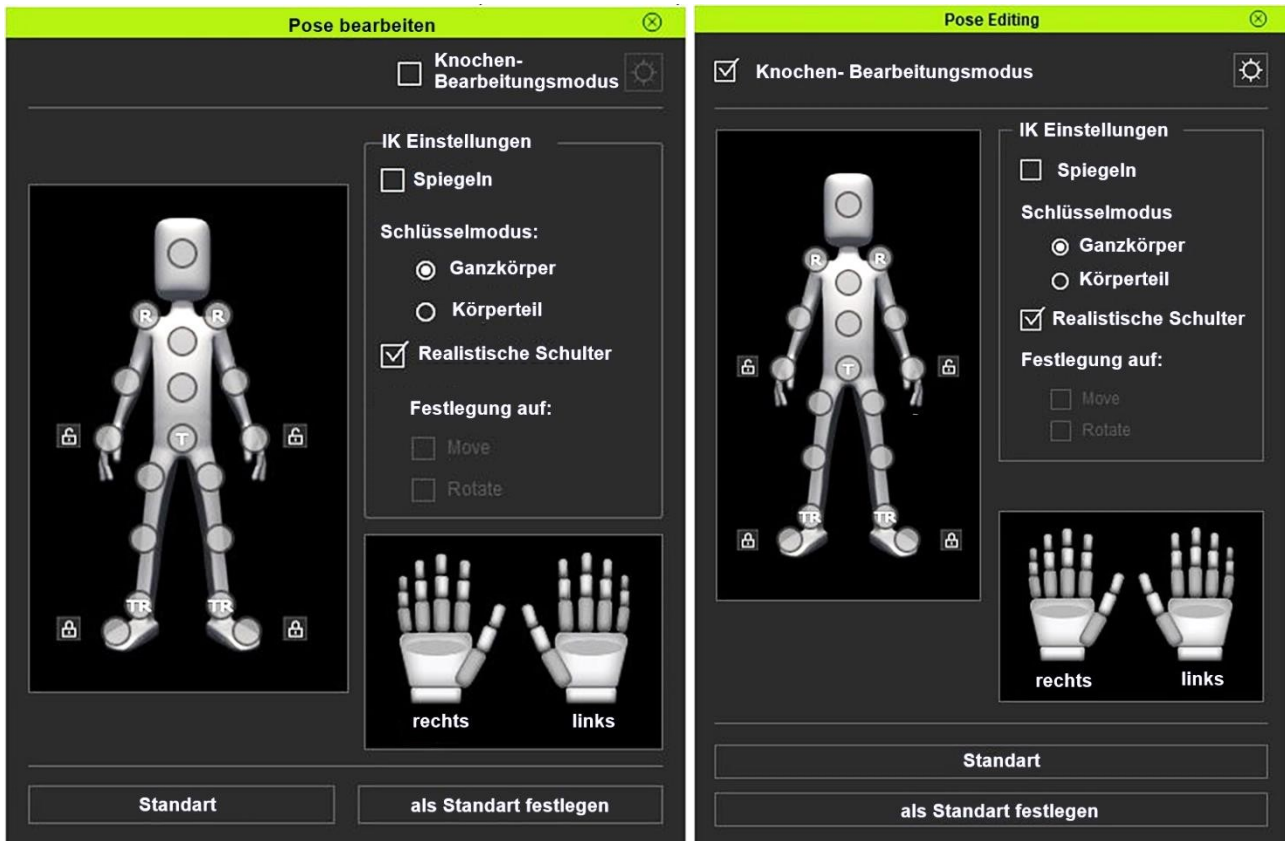 Pose bearbeiten
Knochen-
Bearbeitungsmodus
IK Einstellungen
Spiegeln
Schlüsselmodus:
Ganzkörper
Körperteil
Realistische Schulter
Festlegung auf:
Move
Rotate
R R
T
TR TR
rechts links
Standart
als Standart festlegen
Pose Editing
Knochen- Bearbeitungsmodus
IK Einstellungen
Spiegeln
Schlüsselmodus
Ganzkörper
Körperteil
Realistische Schulter
Festlegung auf:
Move
Rotate
R R
T
TR TR
rechts links
Standart
als Standart festlegen